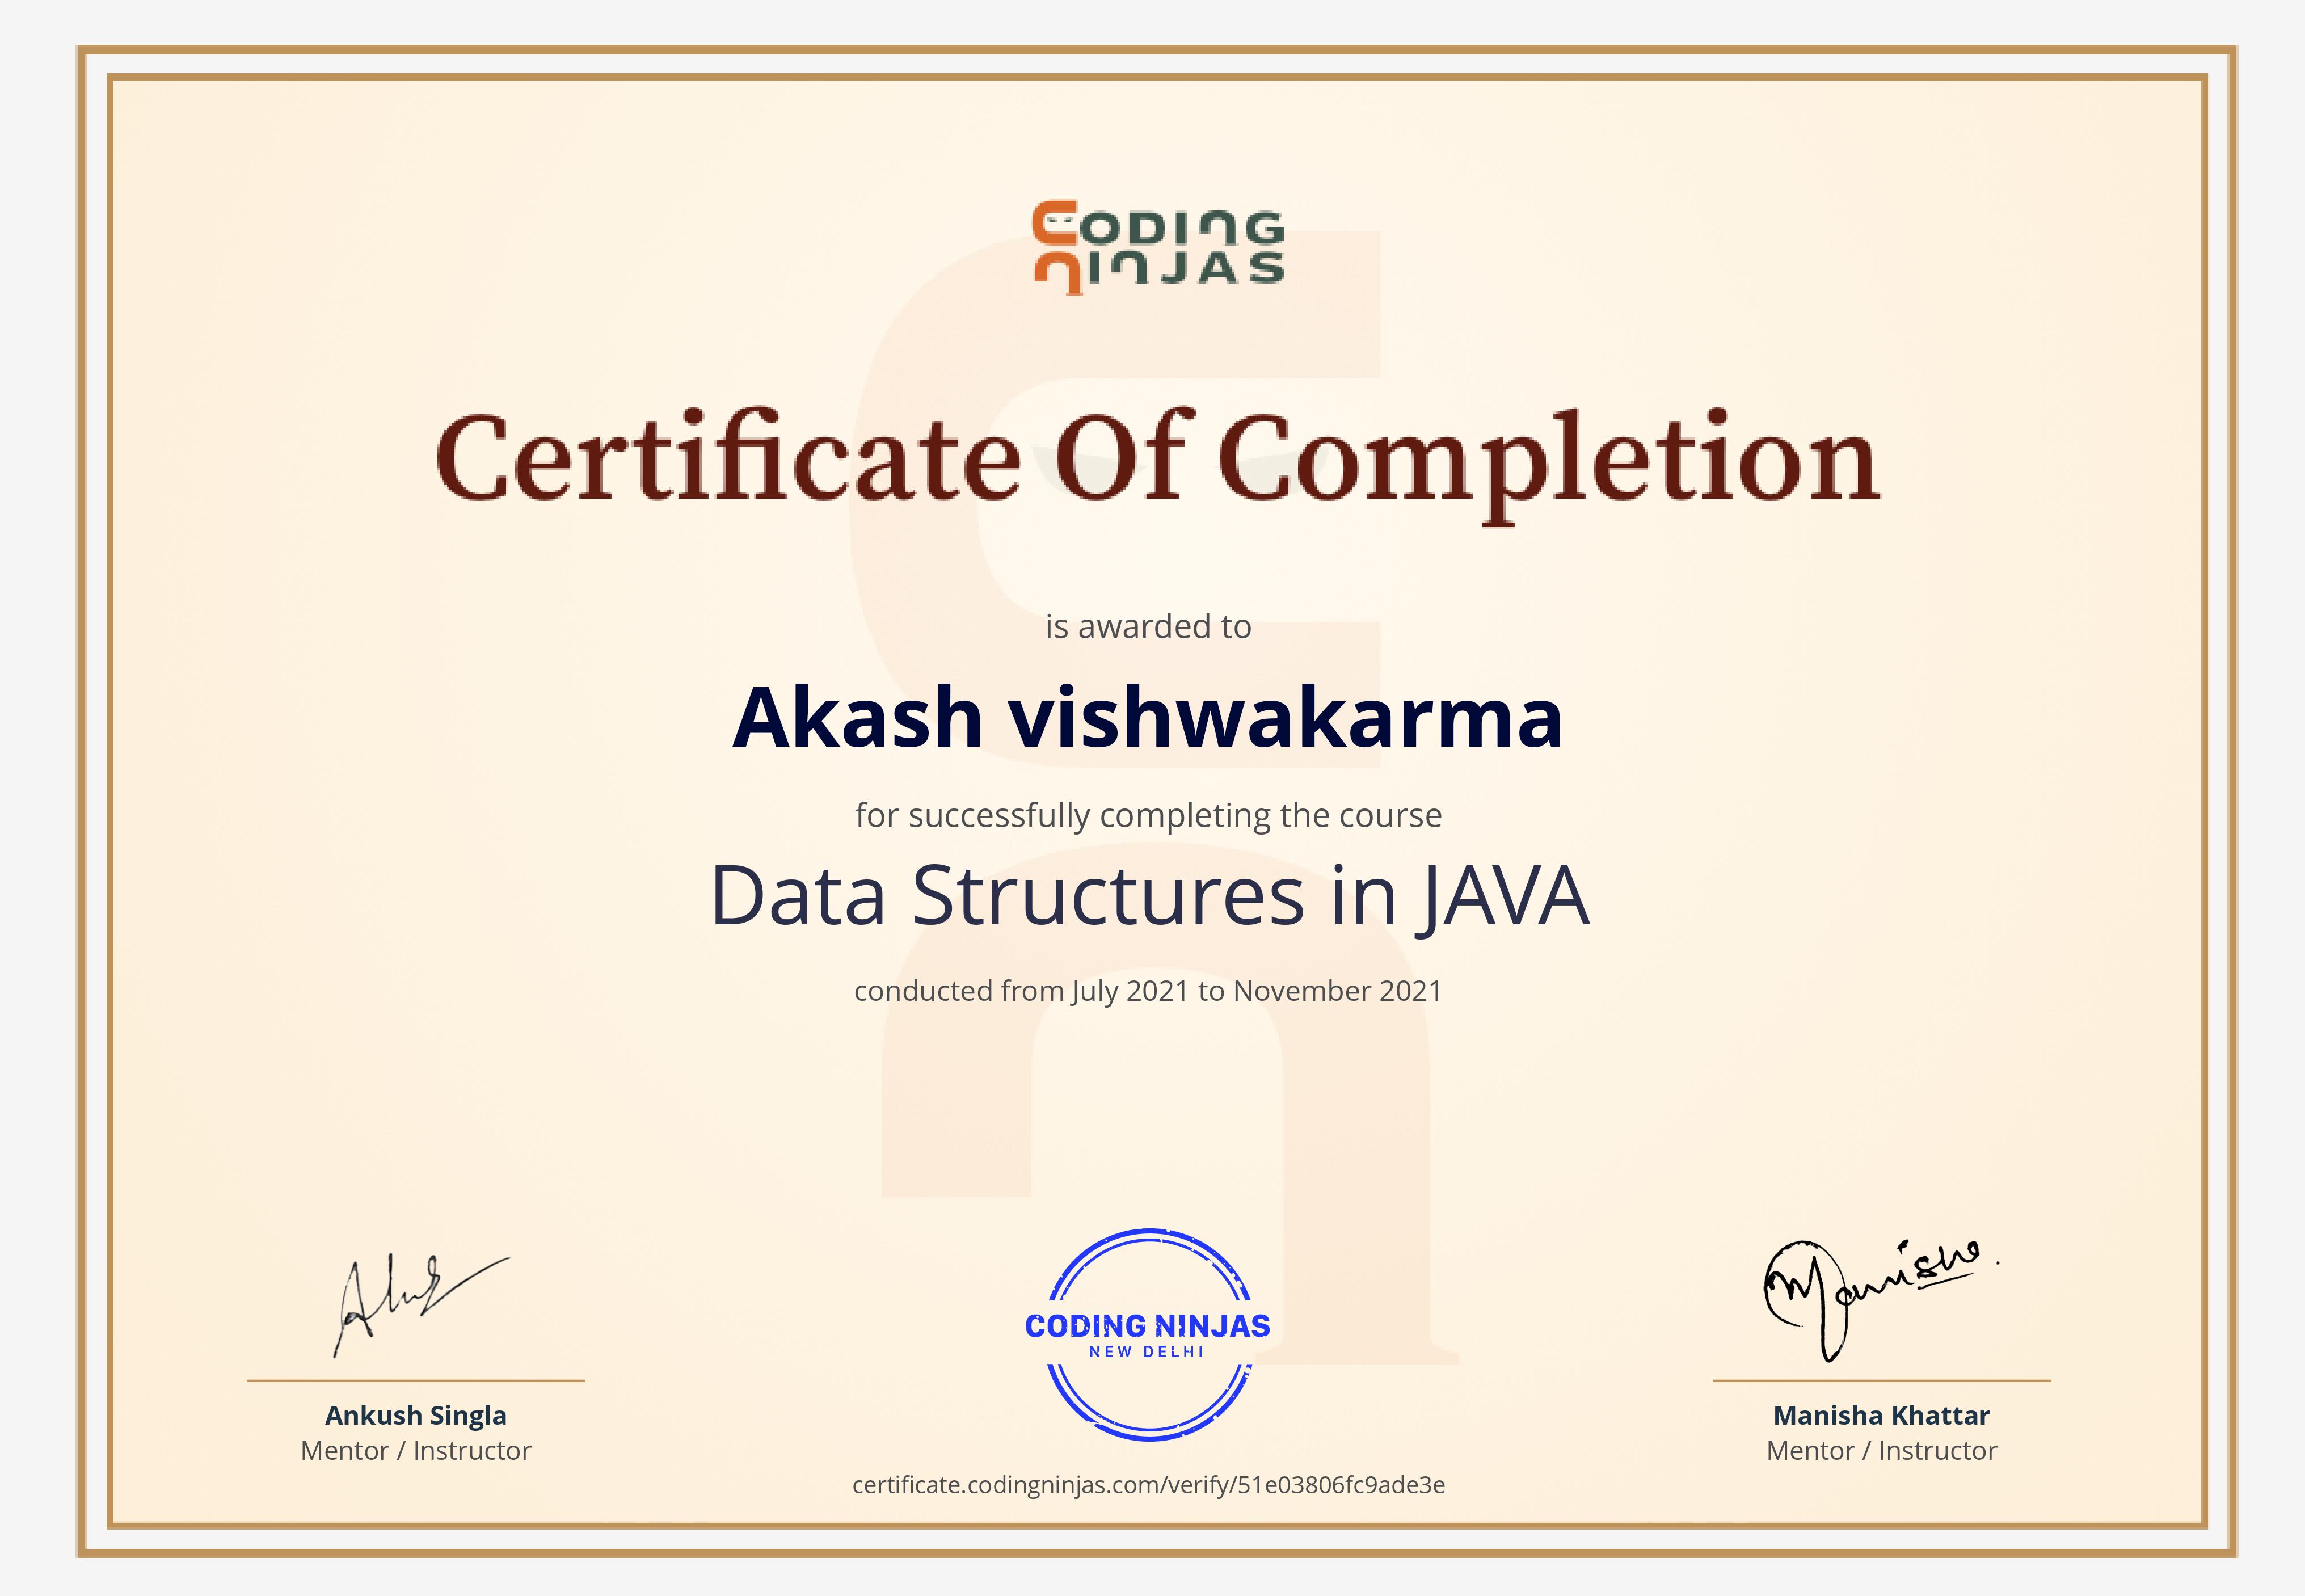 CODING
NINJAS
Certificate Of Completion
is awarded to
Akash vishwakarma
for successfully completing the course
Data Structures in JAVA
conducted from July 2021 to November 2021
Manisha.
CODING NINJAS
NEW DELHI
Ankush Singla
Mentor / Instructor
Manisha Khattar
Mentor / Instructor
certificate.codingninjas.com/verify/51e03806fc9ade3e